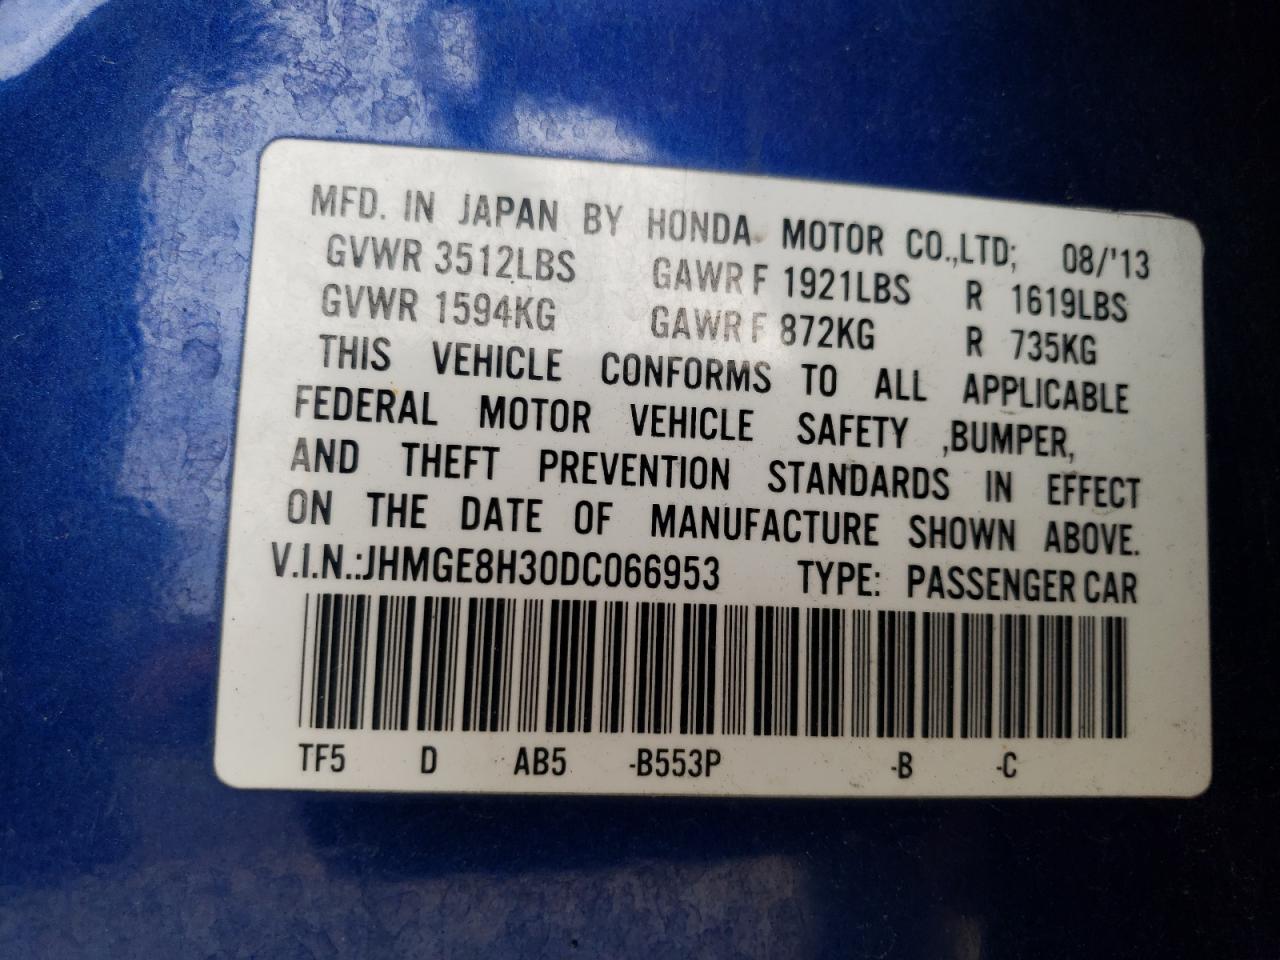 MFD. IN JAPAN BY HONDA MOTOR CO.,LTD; 08/'13
GVWR 3512LBS GAWR F 1921LBS R 1619LBS
GVWR 1594KG GAWR F 872KG R 735KG
THIS VEHICLE CONFORMS TO ALL APPLICABLE
FEDERAL MOTOR VEHICLE SAFETY ,BUMPER,
AND THEFT PREVENTION STANDARDS IN EFFECT
ON THE DATE OF MANUFACTURE SHOWN ABOVE.
V.I.N.:JHMGE8H30DC066953 TYPE: PASSENGER CAR
TF5 D AB5 -B553P -B -C